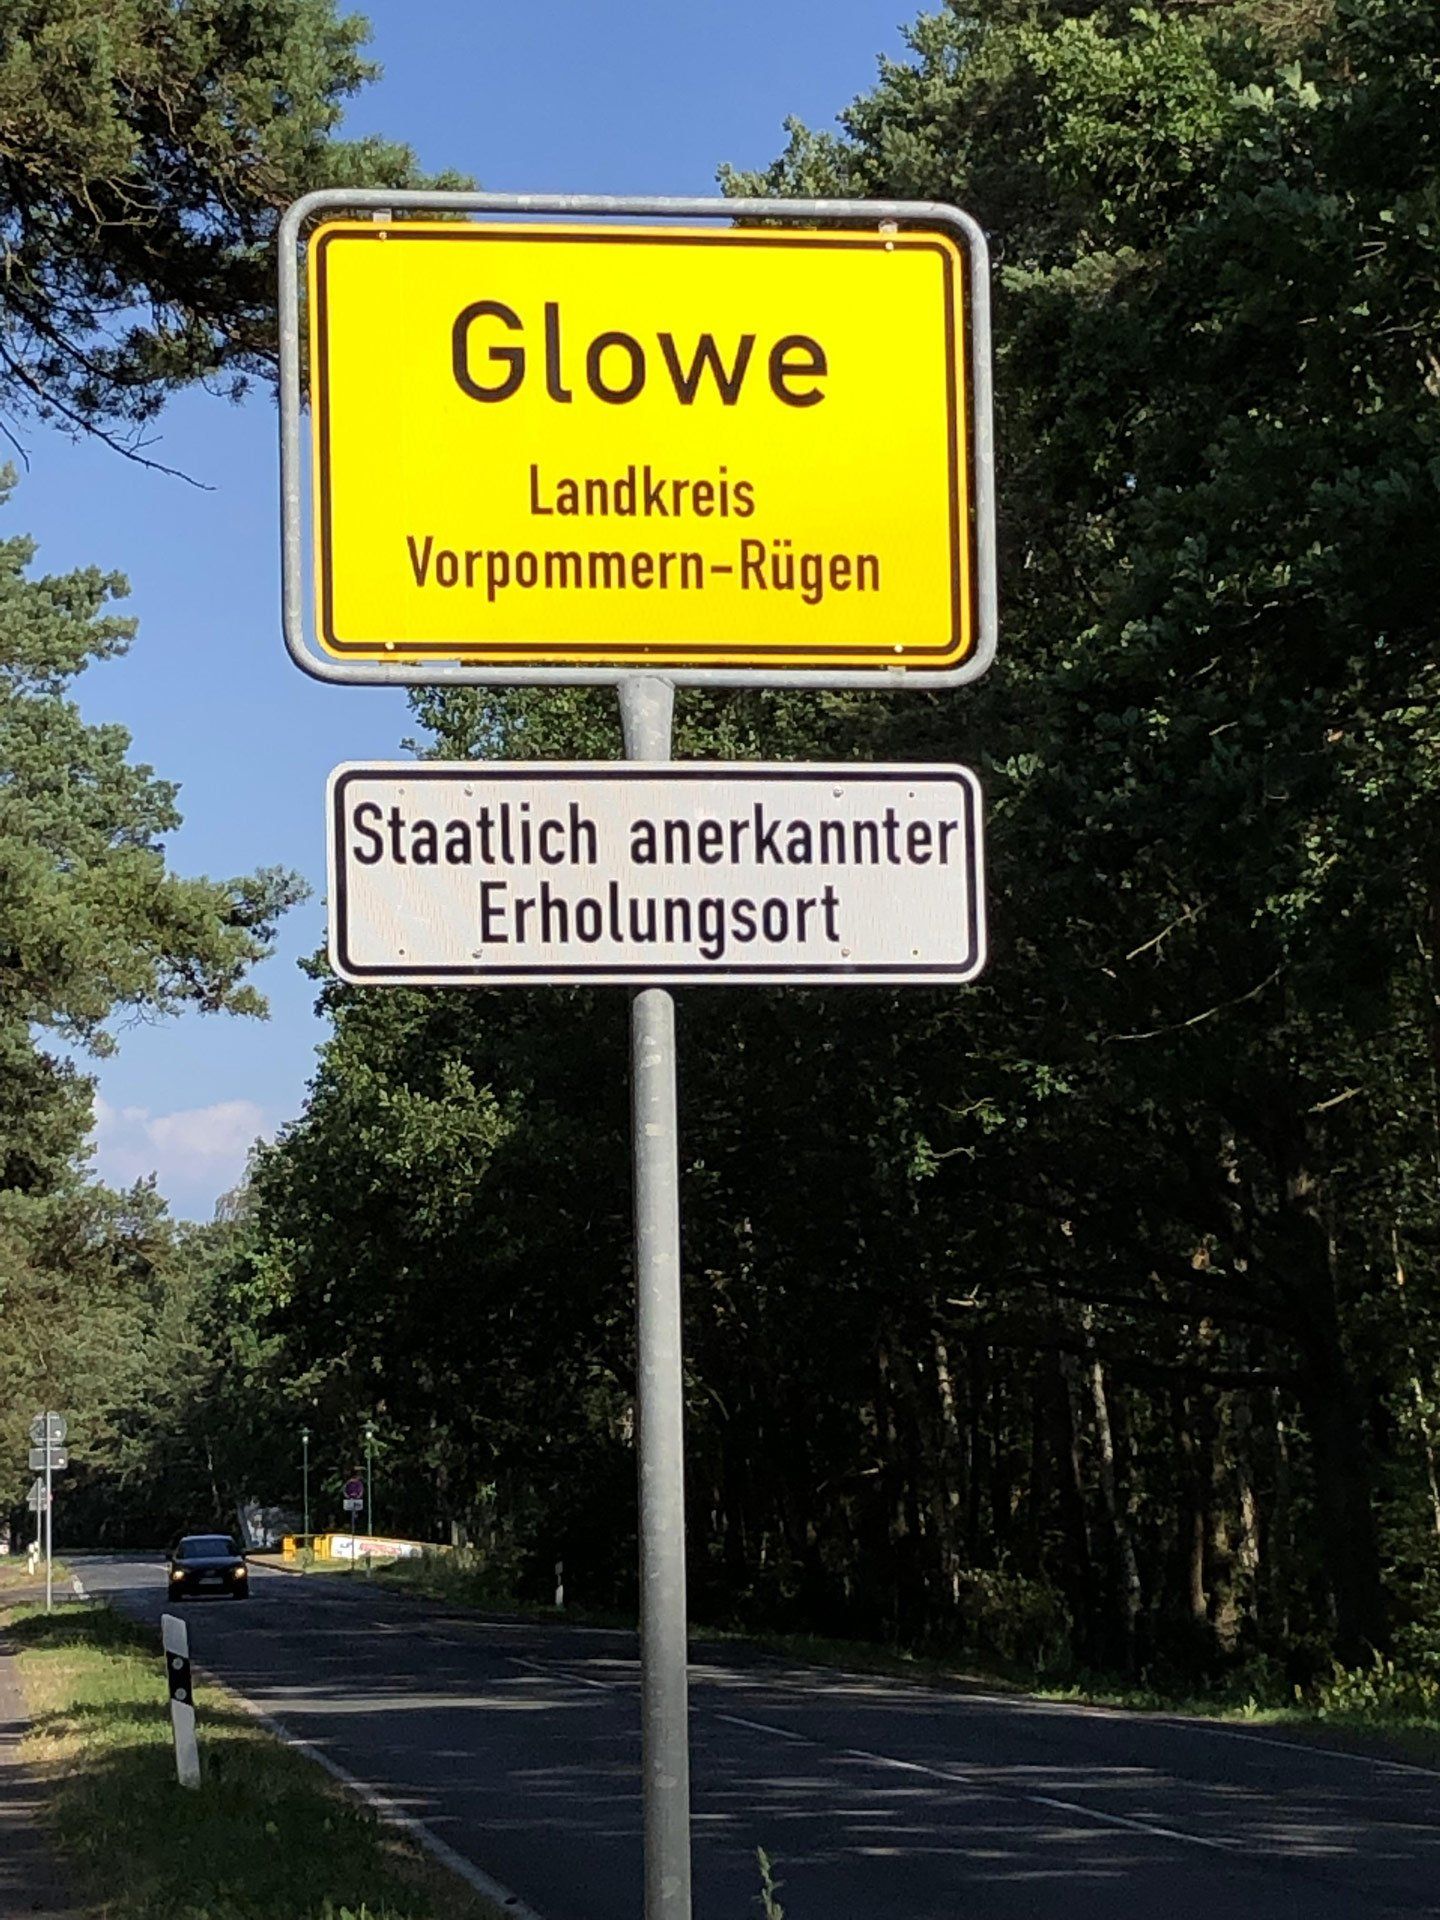 Glowe
Landkreis
Vorpommern-Rügen
Staatlich anerkannter
Erholungsort